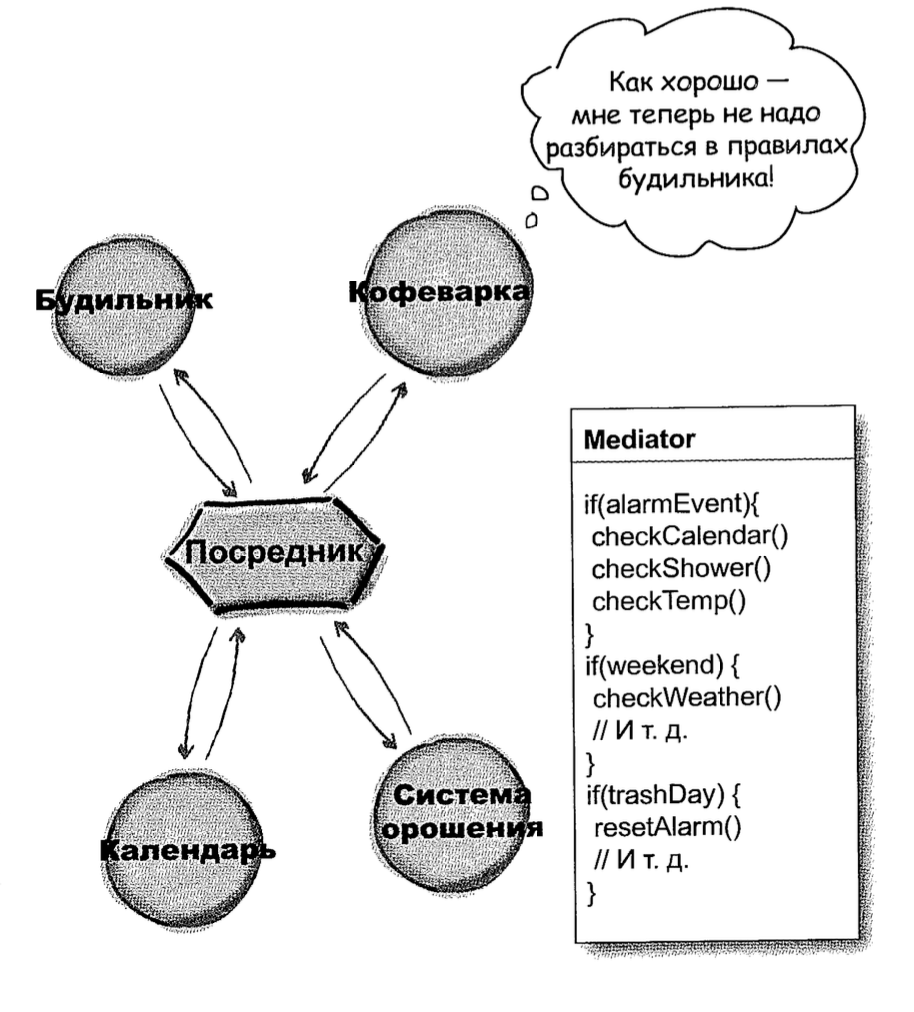 Как хорошо —
мне теперь не надо
разбираться в правилах
будильника!
Будильник
Кофеварка
Посредник
Календарь
Система
орошения
Mediator
if(alarmEvent){
checkCalendar()
checkShower()
checkTemp()
}
if(weekend) {
checkWeather()
// И т. д.
}
if(trashDay) {
resetAlarm()
// И т. д.
}